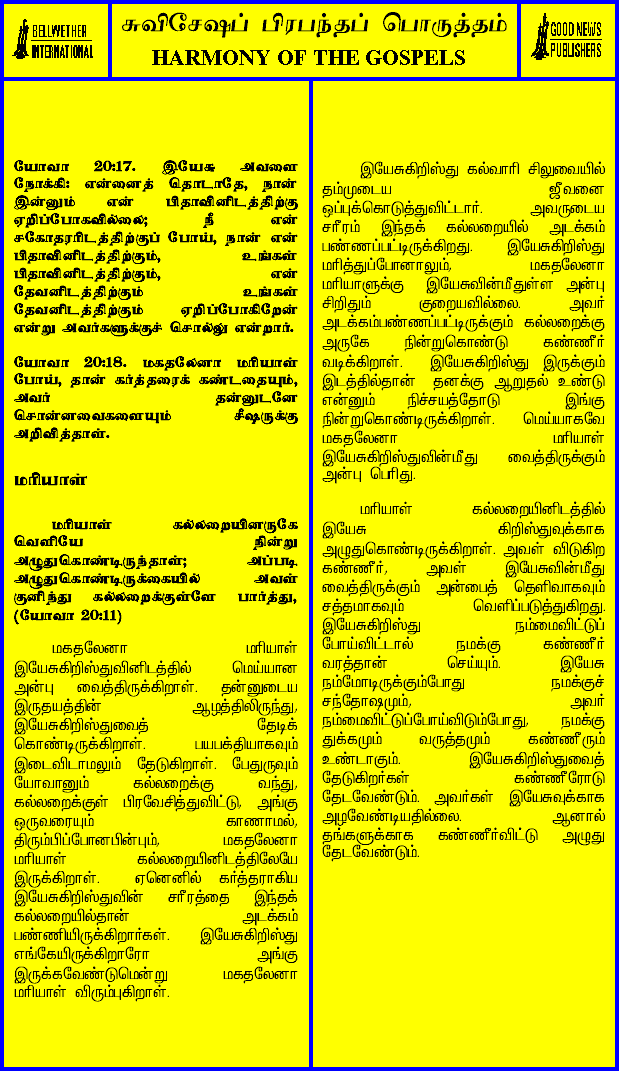 BELLWETHER
INTERNATIONAL
சுவிசேஷப் பிரபந்தப் பொருத்தம்
HARMONY OF THE GOSPELS
GOOD NEWS
PUBLISHERS
யோவா 20:17. இயேசு அவளை
நோக்கி: என்னைத் தொடாதே, நான்
இன்னும் என் பிதாவினிடத்திற்கு
ஏறிப்போகவில்லை; நீ என்
சகோதரரிடத்திற்குப் போய், நான் என்
பிதாவினிடத்திற்கும், உங்கள்
பிதாவினிடத்திற்கும், என்
தேவனிடத்திற்கும் உங்கள்
தேவனிடத்திற்கும் ஏறிப்போகிறேன்
என்று அவர்களுக்குச் சொல்லு என்றார்.
யோவா 20:18. மகதலேனா மரியாள்
போய், தான் கர்த்தரைக் கண்டதையும்,
அவர் தன்னுடனே
சொன்னவைகளையும் சீஷருக்கு
அறிவித்தாள்.
மரியாள்
மரியாள் கல்லறையினருகே
வெளியே நின்று
அழுதுகொண்டிருந்தாள்; அப்படி
அழுதுகொண்டிருக்கையில் அவள்
குனிந்து கல்லறைக்குள்ளே பார்த்து,
(யோவா 20:11)
மகதலேனா மரியாள்
இயேசுகிறிஸ்துவினிடத்தில் மெய்யான
அன்பு வைத்திருக்கிறாள். தன்னுடைய
இருதயத்தின் ஆழத்திலிருந்து,
இயேசுகிறிஸ்துவைத் தேடிக்
கொண்டிருக்கிறாள். பயபக்தியாகவும்
இடைவிடாமலும் தேடுகிறாள். பேதுருவும்
யோவானும் கல்லறைக்கு வந்து,
கல்லறைக்குள் பிரவேசித்துவிட்டு, அங்கு
ஒருவரையும் காணாமல்,
திரும்பிப்போனபின்பும், மகதலேனா
மரியாள் கல்லறையினிடத்திலேயே
இருக்கிறாள். ஏனெனில் கர்த்தராகிய
இயேசுகிறிஸ்துவின் சரீரத்தை இந்தக்
கல்லறையில்தான் அடக்கம்
பண்ணியிருக்கிறார்கள். இயேசுகிறிஸ்து
எங்கேயிருக்கிறாரோ அங்கு
இருக்கவேண்டுமென்று மகதலேனா
மரியாள் விரும்புகிறாள்.
இயேசுகிறிஸ்து கல்வாரி சிலுவையில்
தம்முடைய ஜீவனை
ஒப்புக்கொடுத்துவிட்டார். அவருடைய
சரீரம் இந்தக் கல்லறையில் அடக்கம்
பண்ணப்பட்டிருக்கிறது. இயேசுகிறிஸ்து
மரித்துப்போனாலும், மகதலேனா
மரியாளுக்கு இயேசுவின்மீதுள்ள அன்பு
சிறிதும் குறையவில்லை. அவர்
அடக்கம்பண்ணப்பட்டிருக்கும் கல்லறைக்கு
அருகே நின்றுகொண்டு கண்ணீர்
வடிக்கிறாள். இயேசுகிறிஸ்து இருக்கும்
இடத்தில்தான் தனக்கு ஆறுதல் உண்டு
என்னும் நிச்சயத்தோடு இங்கு
நின்றுகொண்டிருக்கிறாள். மெய்யாகவே
மகதலேனா மரியாள்
இயேசுகிறிஸ்துவின்மீது வைத்திருக்கும்
அன்பு பெரிது.
மரியாள் கல்லறையினிடத்தில்
இயேசு கிறிஸ்துவுக்காக
அழுதுகொண்டிருக்கிறாள். அவள் விடுகிற
கண்ணீர், அவள் இயேசுவின்மீது
வைத்திருக்கும் அன்பைத் தெளிவாகவும்
சத்தமாகவும் வெளிப்படுத்துகிறது.
இயேசுகிறிஸ்து நம்மைவிட்டுப்
போய்விட்டால் நமக்கு கண்ணீர்
வரத்தான் செய்யும். இயேசு
நம்மோடிருக்கும்போது நமக்குச்
சந்தோஷமும், அவர்
நம்மைவிட்டுப்போய்விடும்போது, நமக்கு
துக்கமும் வருத்தமும் கண்ணீரும்
உண்டாகும். இயேசுகிறிஸ்துவைத்
தேடுகிறர்கள் கண்ணீரோடு
தேடவேண்டும். அவர்கள் இயேசுவுக்காக
அழவேண்டியதில்லை. ஆனால்
தங்களுக்காக கண்ணீர்விட்டு அழுது
தேடவேண்டும்.